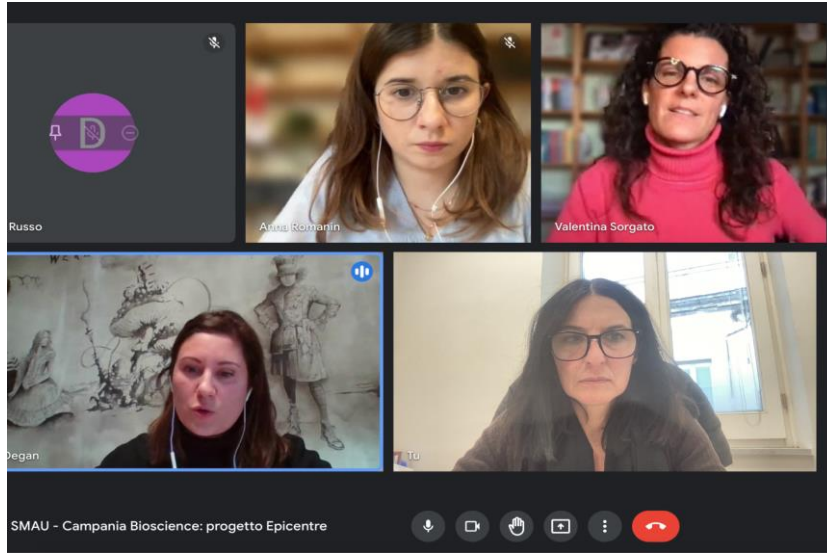 D
Russo
Anna Romanin
Valentina Sorgato
Degan
Tu
SMAU - Campania Bioscience: progetto Epicentre